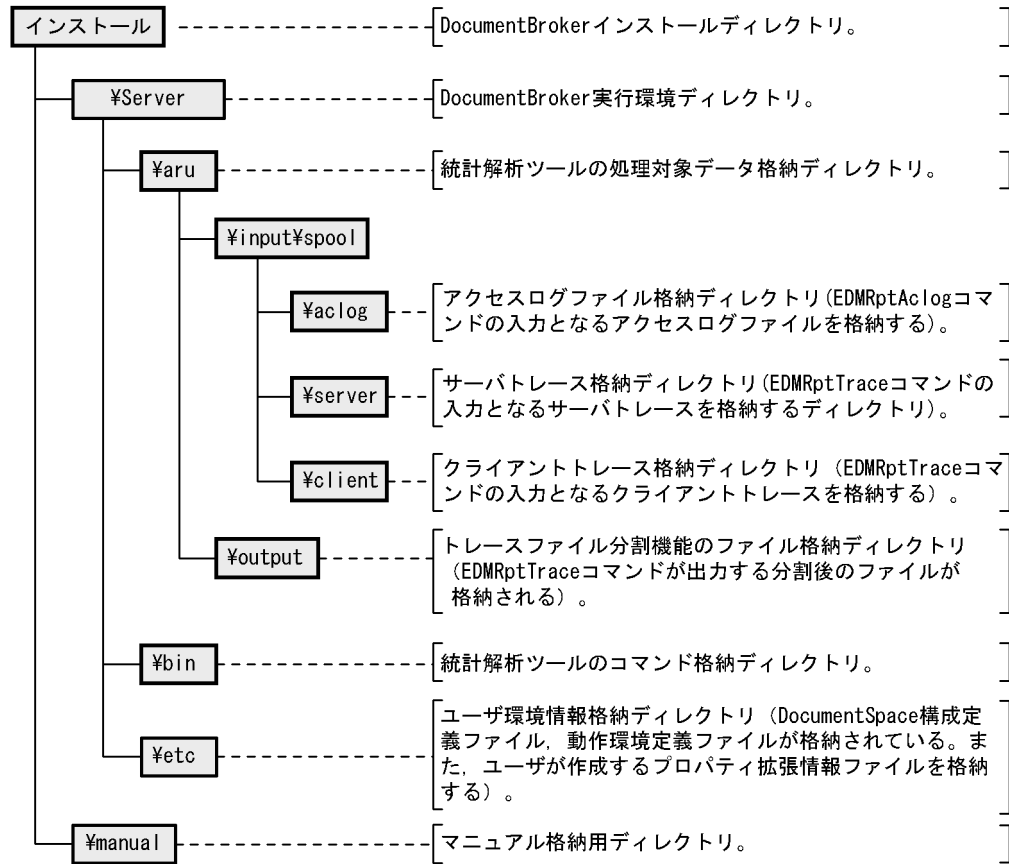 インストール
DocumentBrokerインストールディレクトリ。
¥Server
DocumentBroker実行環境ディレクトリ。
¥aru
統計解析ツールの処理対象データ格納ディレクトリ。
¥input¥spool
¥aclog
アクセスログファイル格納ディレクトリ(EDMRptAclogコマ
ンドの入力となるアクセスログファイルを格納する)。
¥server
サーバトレース格納ディレクトリ(EDMRptTraceコマンドの
入力となるサーバトレースを格納するディレクトリ)。
¥client
クライアントトレース格納ディレクトリ（EDMRptTraceコマ
ンドの入力となるクライアントトレースを格納する）。
¥output
トレースファイル分割機能のファイル格納ディレクトリ
（EDMRptTraceコマンドが出力する分割後のファイルが
格納される）。
¥bin
統計解析ツールのコマンド格納ディレクトリ。
¥etc
ユーザ環境情報格納ディレクトリ（DocumentSpace構成定
義ファイル，動作環境定義ファイルが格納されている。ま
た，ユーザが作成するプロパティ拡張情報ファイルを格納
する）。
¥manual
マニュアル格納用ディレクトリ。